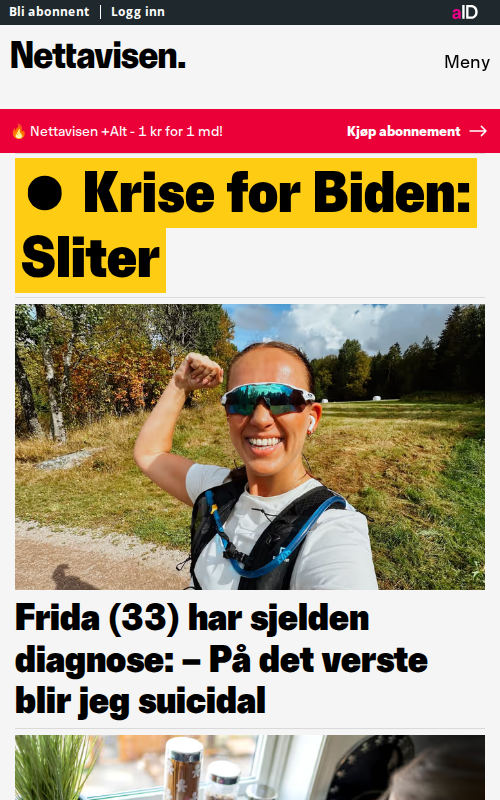 Bli abonnent | Logg inn
aID
Nettavisen.
Meny
🔥 Nettavisen +Alt - 1 kr for 1 md!
Kjøp abonnement →
● Krise for Biden:
Sliter
Frida (33) har sjelden
diagnose: – På det verste
blir jeg suicidal